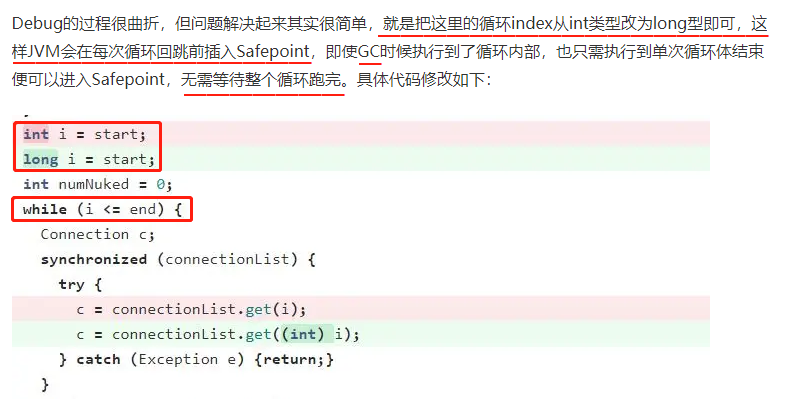 Debug的过程很曲折，但问题解决起来其实很简单，就是把这里的循环index从int类型改为long型即可，这
样JVM会在每次循环回跳前插入Safepoint，即使GC时候执行到了循环内部，也只需执行到单次循环体结束
便可以进入Safepoint，无需等待整个循环跑完。具体代码修改如下：
int i = start;
long i = start;
int numNuked = 0;
while (i <= end) {
Connection c;
synchronized (connectionList) {
try {
c = connectionList.get(i);
c = connectionList.get((int) i);
} catch (Exception e) {return;}
}